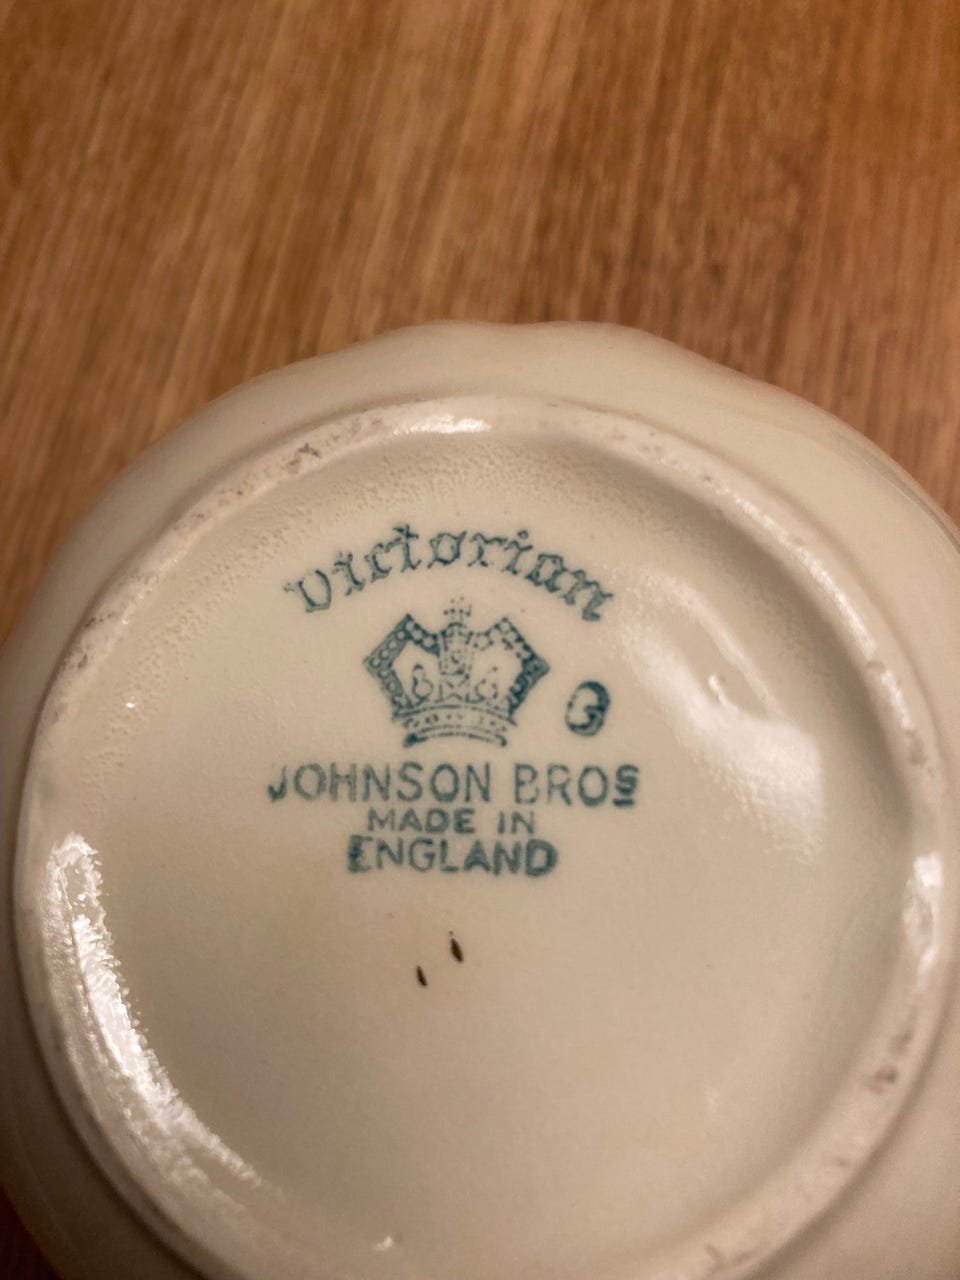 Victorian
JOHNSON BROS
MADE IN
ENGLAND